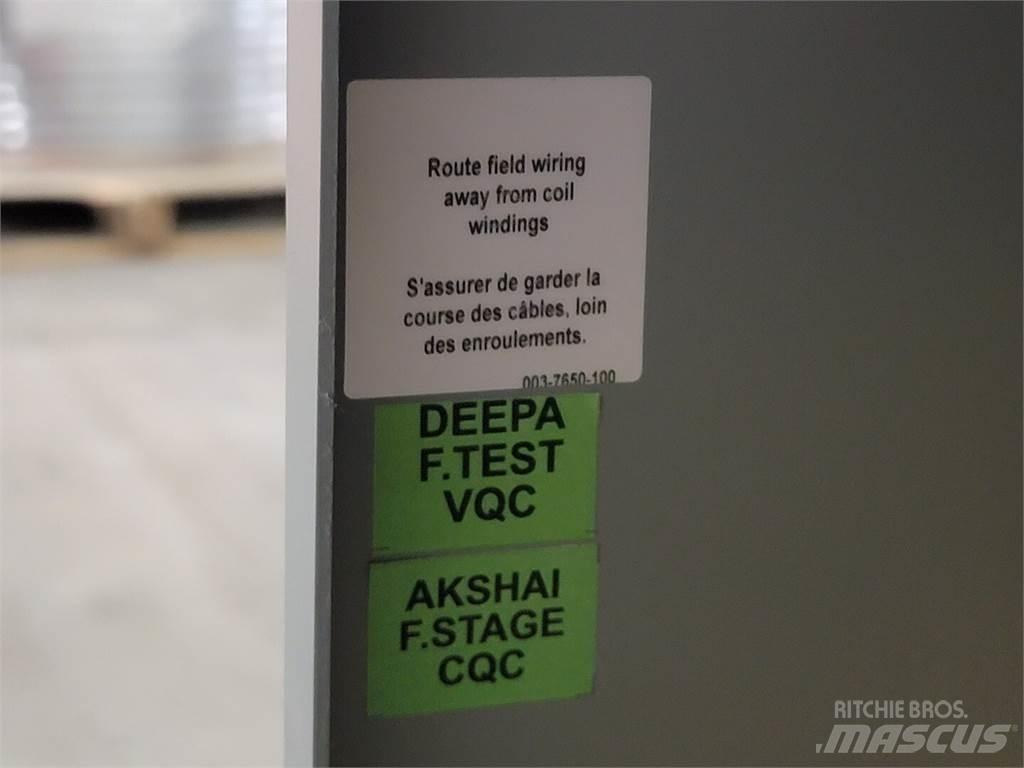 Route field wiring
away from coil
windings
S'assurer de garder la
course des câbles, loin
des enroulements.
003-7650-100
DEEPA
F.TEST
VQC
AKSHAI
F.STAGE
CQC
RITCHIE BROS.
MASCUS